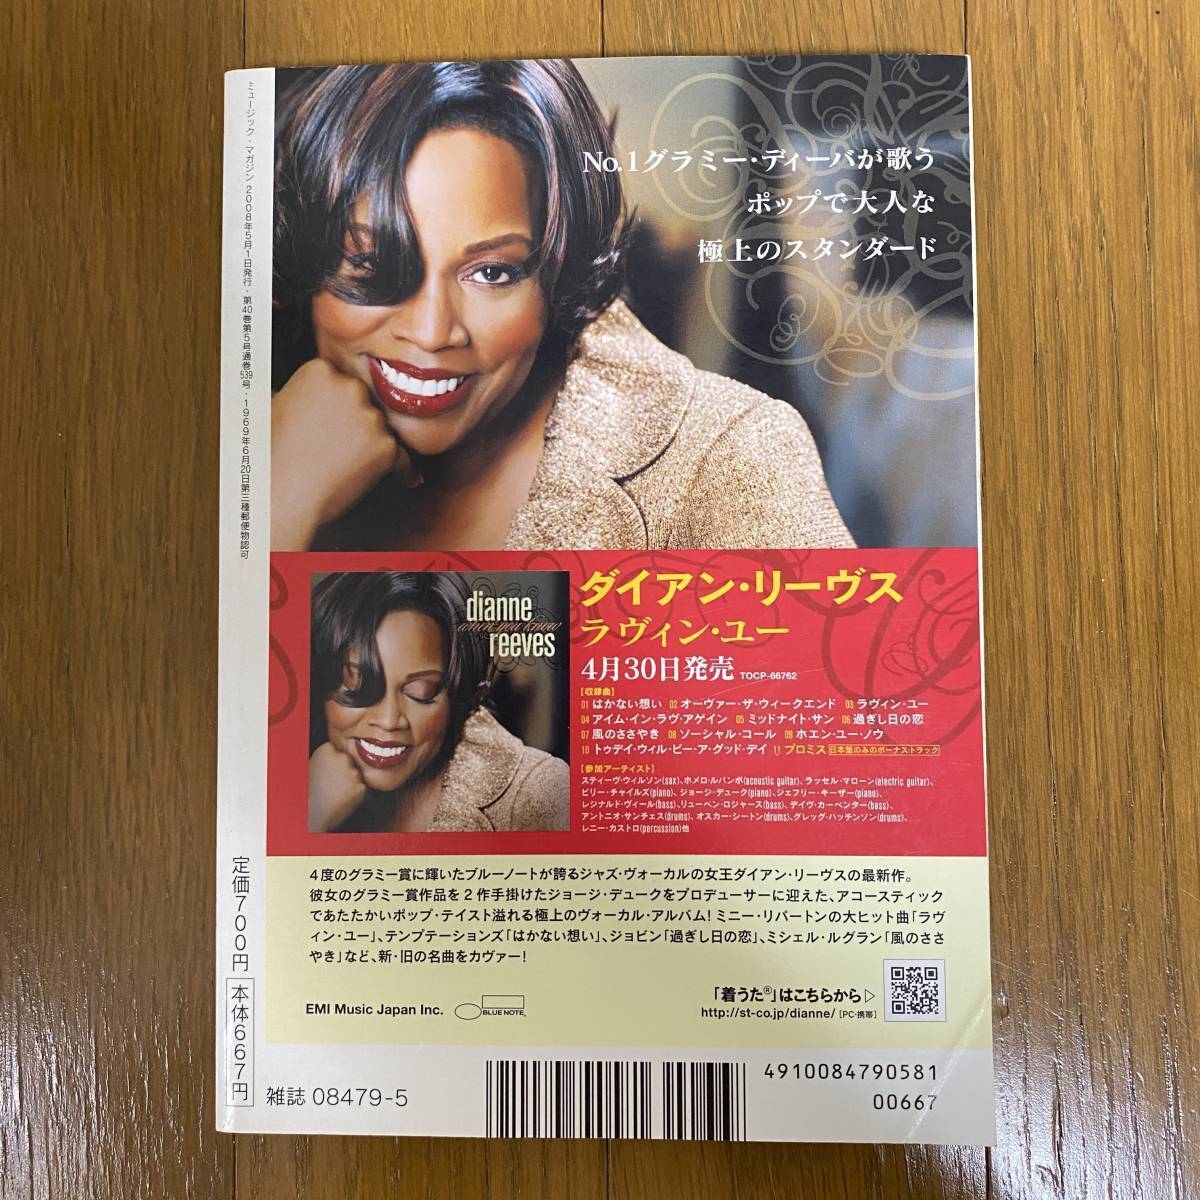 ミュージック・マガジン 2008年5月1日発行・第40巻第5号通巻539号・1969年6月20日第三種郵便物認可
No.1グラミー・ディーバが歌う
ポップで大人な
極上のスタンダード
dianne
when you know
reeves
ダイアン・リーヴス
ラヴィン・ユー
4月30日発売 TOCP-66762
【収録曲】
01 はかない想い 02 オーヴァー・ザ・ウィークエンド 03 ラヴィン・ユー
04 アイム・イン・ラヴ・アゲイン 05 ミッドナイト・サン 06 過ぎし日の恋
07 風のささやき 08 ソーシャル・コール 09 ホエン・ユー・ノウ
10 トゥデイ・ウィル・ビー・ア・グッド・デイ 11 プロミス 日本盤のみのボーナス・トラック
【参加アーティスト】
スティーヴ・ウィルソン(sax)、ホメロ・ルバンボ(acoustic guitar)、ラッセル・マローン(electric guitar)、
ビリー・チャイルズ(piano)、ジョージ・デューク(piano)、ジェフリー・キーザー(piano)、
レジナルド・ヴィール(bass)、リューベン・ロジャース(bass)、デイヴ・カーペンター(bass)、
アントニオ・サンチェス(drums)、オスカー・シートン(drums)、グレッグ・ハッチンソン(drums)、
レニー・カストロ(percussion)他
4度のグラミー賞に輝いたブルーノートが誇るジャズ・ヴォーカルの女王ダイアン・リーヴスの最新作。
彼女のグラミー賞作品を2作手掛けたジョージ・デュークをプロデューサーに迎えた、アコースティック
であたたかいポップ・テイスト溢れる極上のヴォーカル・アルバム！ミニー・リパートンの大ヒット曲「ラヴ
ィン・ユー」、テンプテーションズ「はかない想い」、ジョビン「過ぎし日の恋」、ミシェル・ルグラン「風のささ
やき」など、新・旧の名曲をカヴァー！
EMI Music Japan Inc.
BLUE NOTE
「着うた®」はこちらから▷
http://st-co.jp/dianne/ [PC・携帯]
定価700円 本体667円
雑誌 08479-5
4910084790581
00667